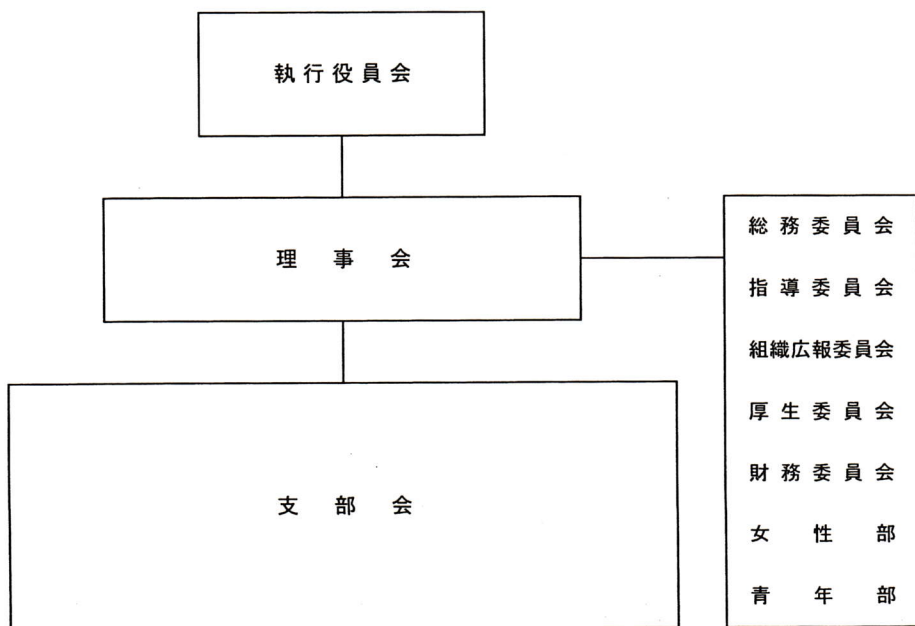 執行役員会
理事会
支部会
総務委員会
指導委員会
組織広報委員会
厚生委員会
財務委員会
女性部
青年部